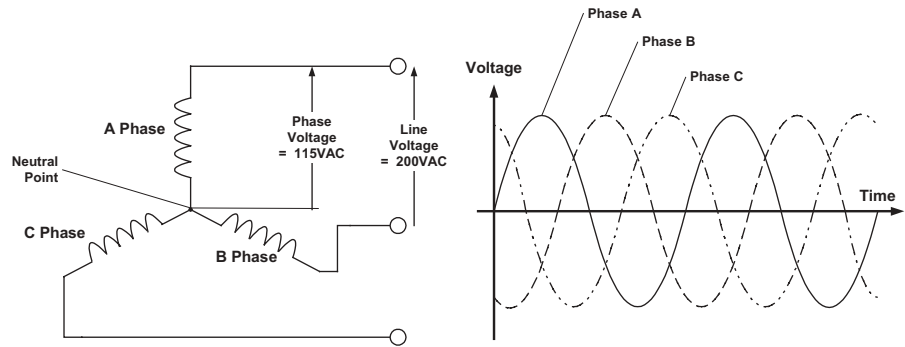 A Phase
Phase
Voltage
= 115VAC
Line
Voltage
= 200VAC
Neutral
Point
C Phase
B Phase
Phase A
Phase B
Phase C
Voltage
Time